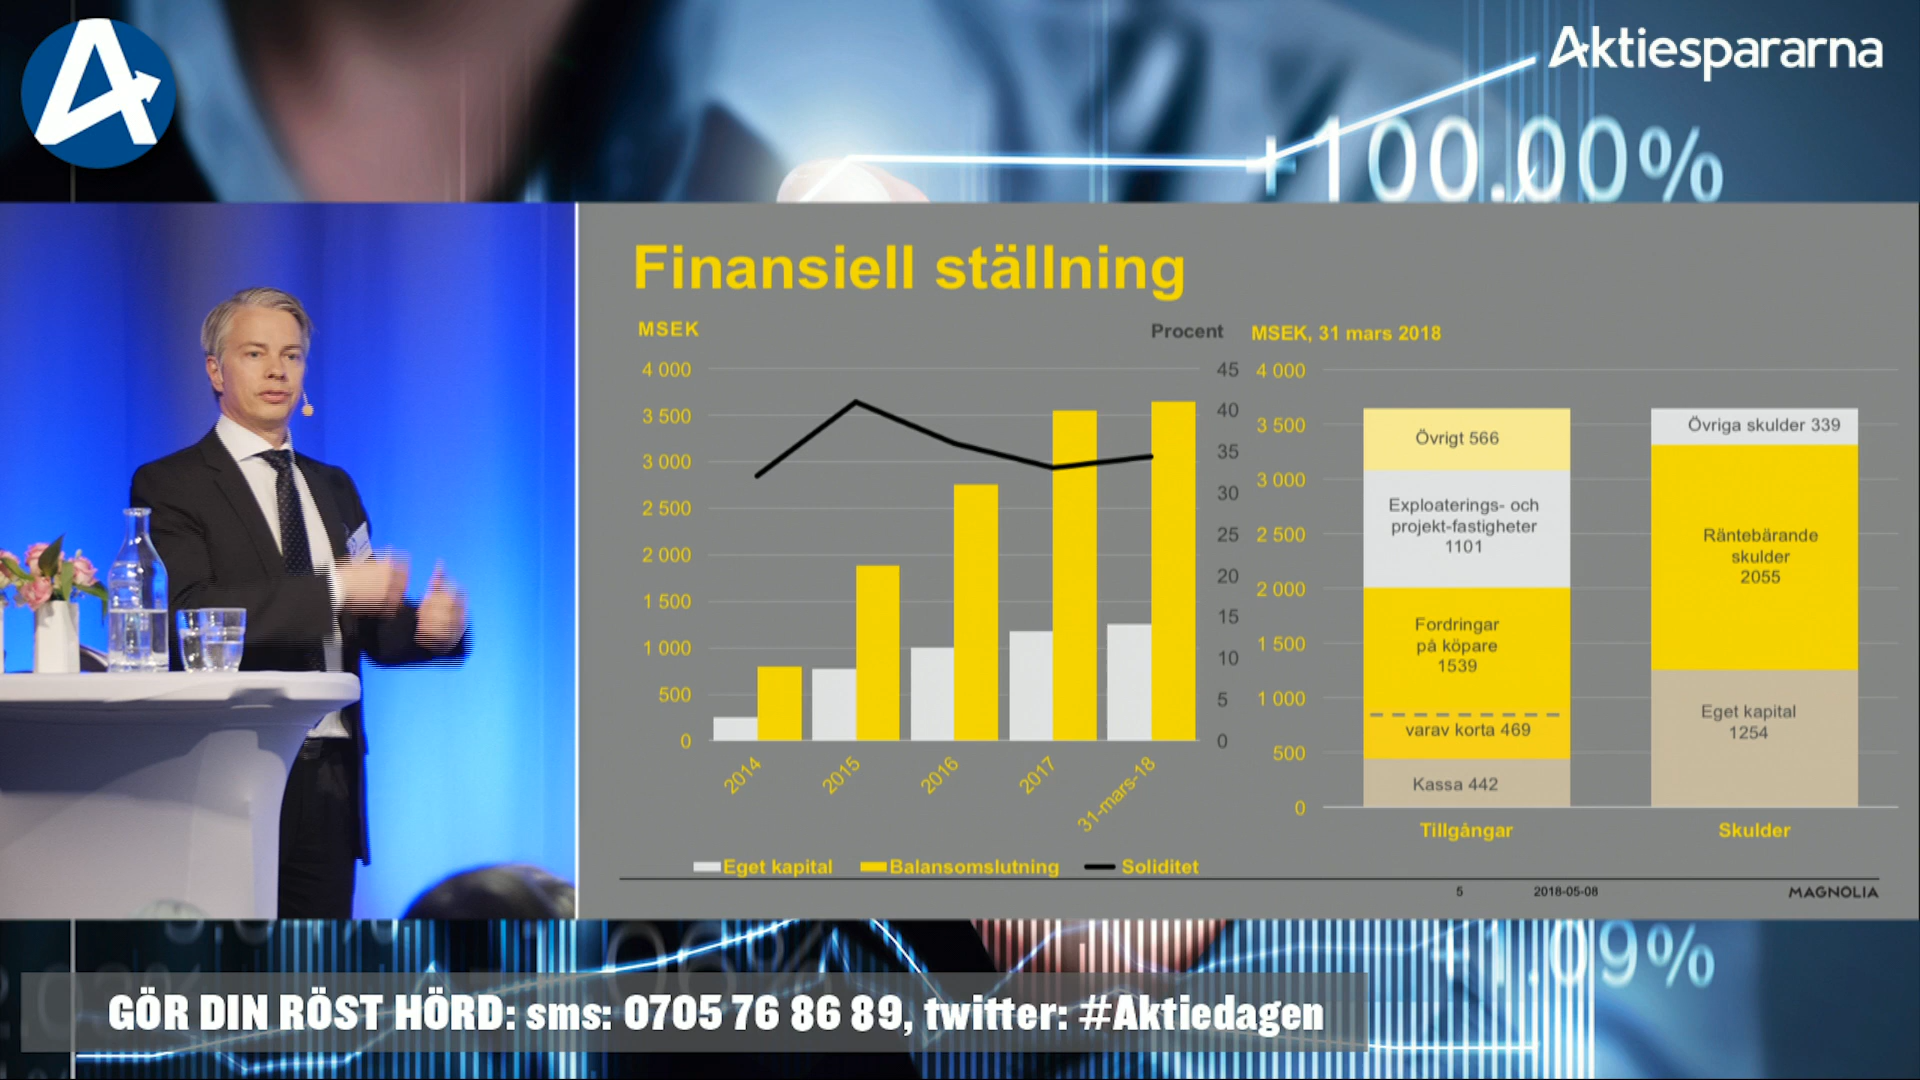 Aktiespararna
+100.00%
Finansiell ställning
MSEK
Procent
MSEK, 31 mars 2018
4 000
3 500
3 000
2 500
2 000
1 500
1 000
500
0
45
40
35
30
25
20
15
10
5
0
2014
2015
2016
2017
31-mars-18
Eget kapital
Balansomslutning
Soliditet
4 000
3 500
3 000
2 500
2 000
1 500
1 000
500
0
Övrigt 566
Exploaterings- och
projekt-fastigheter
1101
Fordringar
på köpare
1539
varav korta 469
Kassa 442
Tillgångar
Övriga skulder 339
Räntebärande
skulder
2055
Eget kapital
1254
Skulder
5
2018-05-08
MAGNOLIA
GÖR DIN RÖST HÖRD: sms: 0705 76 86 89, twitter: #Aktiedagen